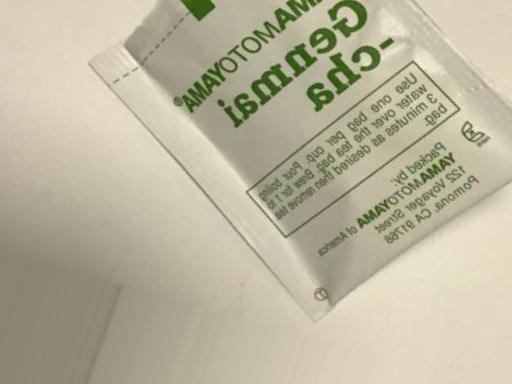 YAMAMOTOYAMA®
Genmai
-cha
Use one bag per cup. Pour boiling
water over the tea bag. Brew for 1 to
3 minutes as desired then remove tea
bag.
Packed by:
YAMAMOTOYAMA of America
122 Voyager Street
Pomona, CA 91768